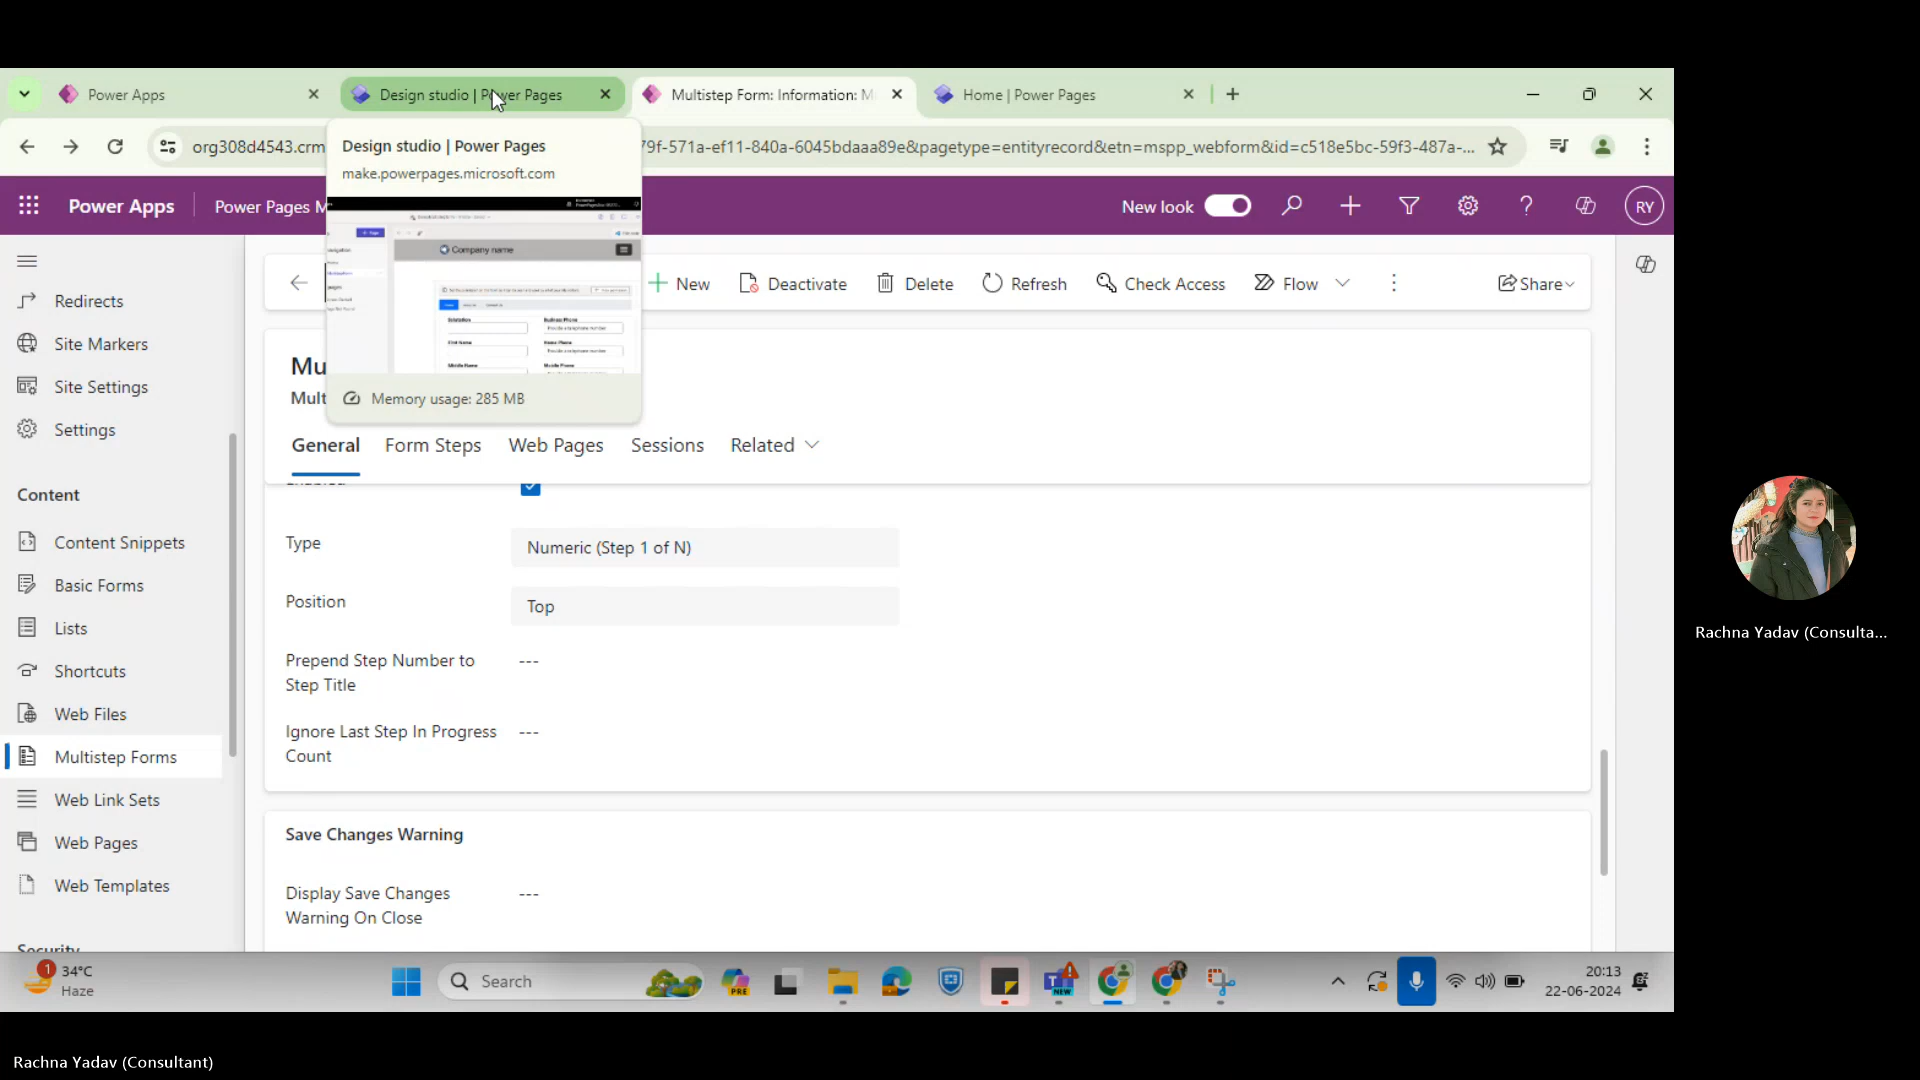 Power Apps
Design studio | Power Pages
Multistep Form: Information: M
Home | Power Pages
org308d4543.crm
79f-571a-ef11-840a-6045bdaaa89e&pagetype=entityrecord&etn=mspp_webform&id=c518e5bc-59f3-487a-...
Design studio | Power Pages
make.powerpages.microsoft.com
Company name
Memory usage: 285 MB
Power Apps
Power Pages M
New look
RY
New
Deactivate
Delete
Refresh
Check Access
Flow
Share
Mu
Mult
General
Form Steps
Web Pages
Sessions
Related
Redirects
Site Markers
Site Settings
Settings
Content
Content Snippets
Basic Forms
Lists
Shortcuts
Web Files
Multistep Forms
Web Link Sets
Web Pages
Web Templates
Security
Enabled
Type
Numeric (Step 1 of N)
Position
Top
Prepend Step Number to
Step Title
---
Ignore Last Step In Progress
Count
---
Save Changes Warning
Display Save Changes
Warning On Close
---
1
34°C
Haze
Search
PRE
NEW
20:13
22-06-2024
Rachna Yadav (Consulta...
Rachna Yadav (Consultant)